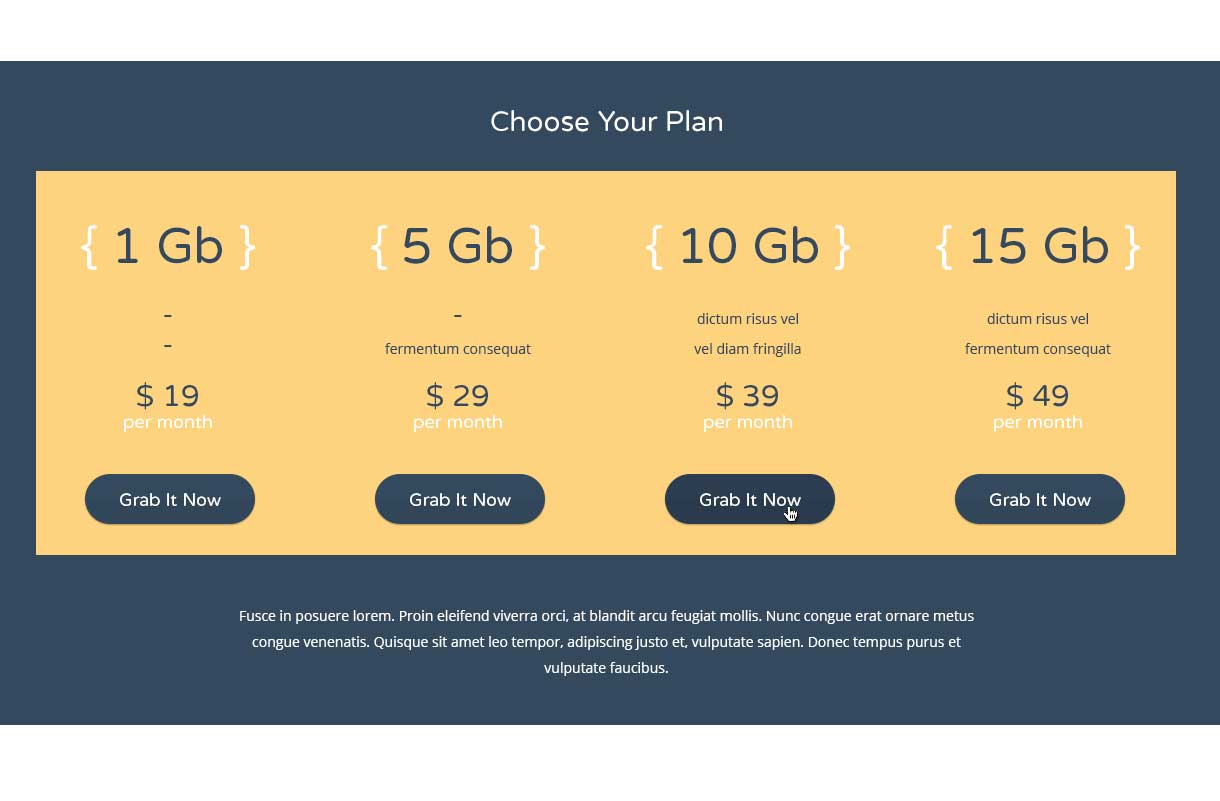 Choose Your Plan
{ 1 Gb }
-
-
$ 19
per month
Grab It Now
{ 5 Gb }
-
fermentum consequat
$ 29
per month
Grab It Now
{ 10 Gb }
dictum risus vel
vel diam fringilla
$ 39
per month
Grab It Now
{ 15 Gb }
dictum risus vel
fermentum consequat
$ 49
per month
Grab It Now
Fusce in posuere lorem. Proin eleifend viverra orci, at blandit arcu feugiat mollis. Nunc congue erat ornare metus
congue venenatis. Quisque sit amet leo tempor, adipiscing justo et, vulputate sapien. Donec tempus purus et
vulputate faucibus.